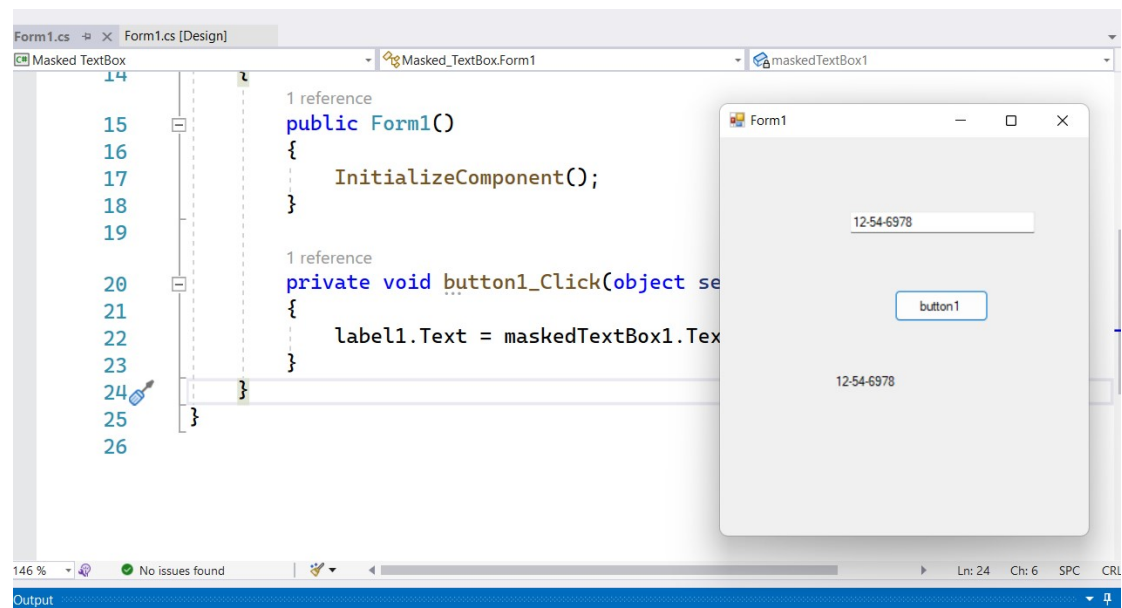 Form1.cs Form1.cs [Design]
C# Masked TextBox Masked_TextBox.Form1 maskedTextBox1
14 {
1 reference
15 public Form1()
16 {
17 InitializeComponent();
18 }
19
1 reference
20 private void button1_Click(object se
21 {
22 label1.Text = maskedTextBox1.Tex
23 }
24 }
25 }
26
Form1
12-54-6978
button1
12-54-6978
146 % No issues found Ln: 24 Ch: 6 SPC CRL
Output